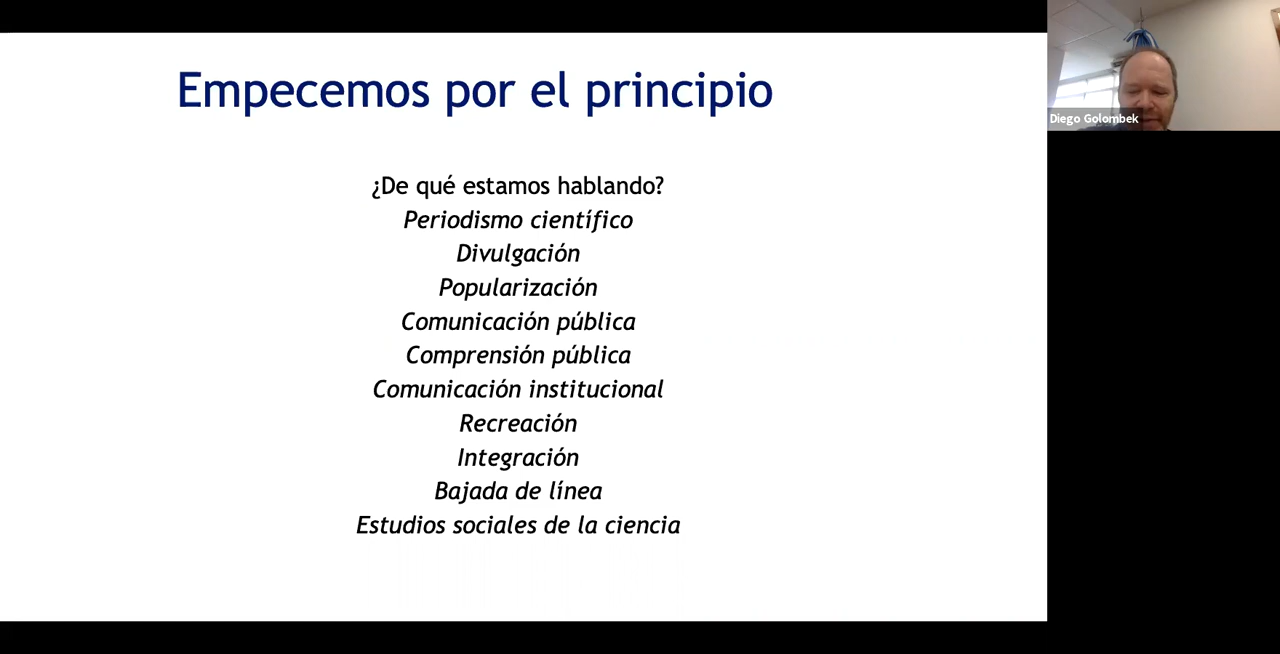 Empecemos por el principio
¿De qué estamos hablando?
Periodismo científico
Divulgación
Popularización
Comunicación pública
Comprensión pública
Comunicación institucional
Recreación
Integración
Bajada de línea
Estudios sociales de la ciencia
Diego Golombek